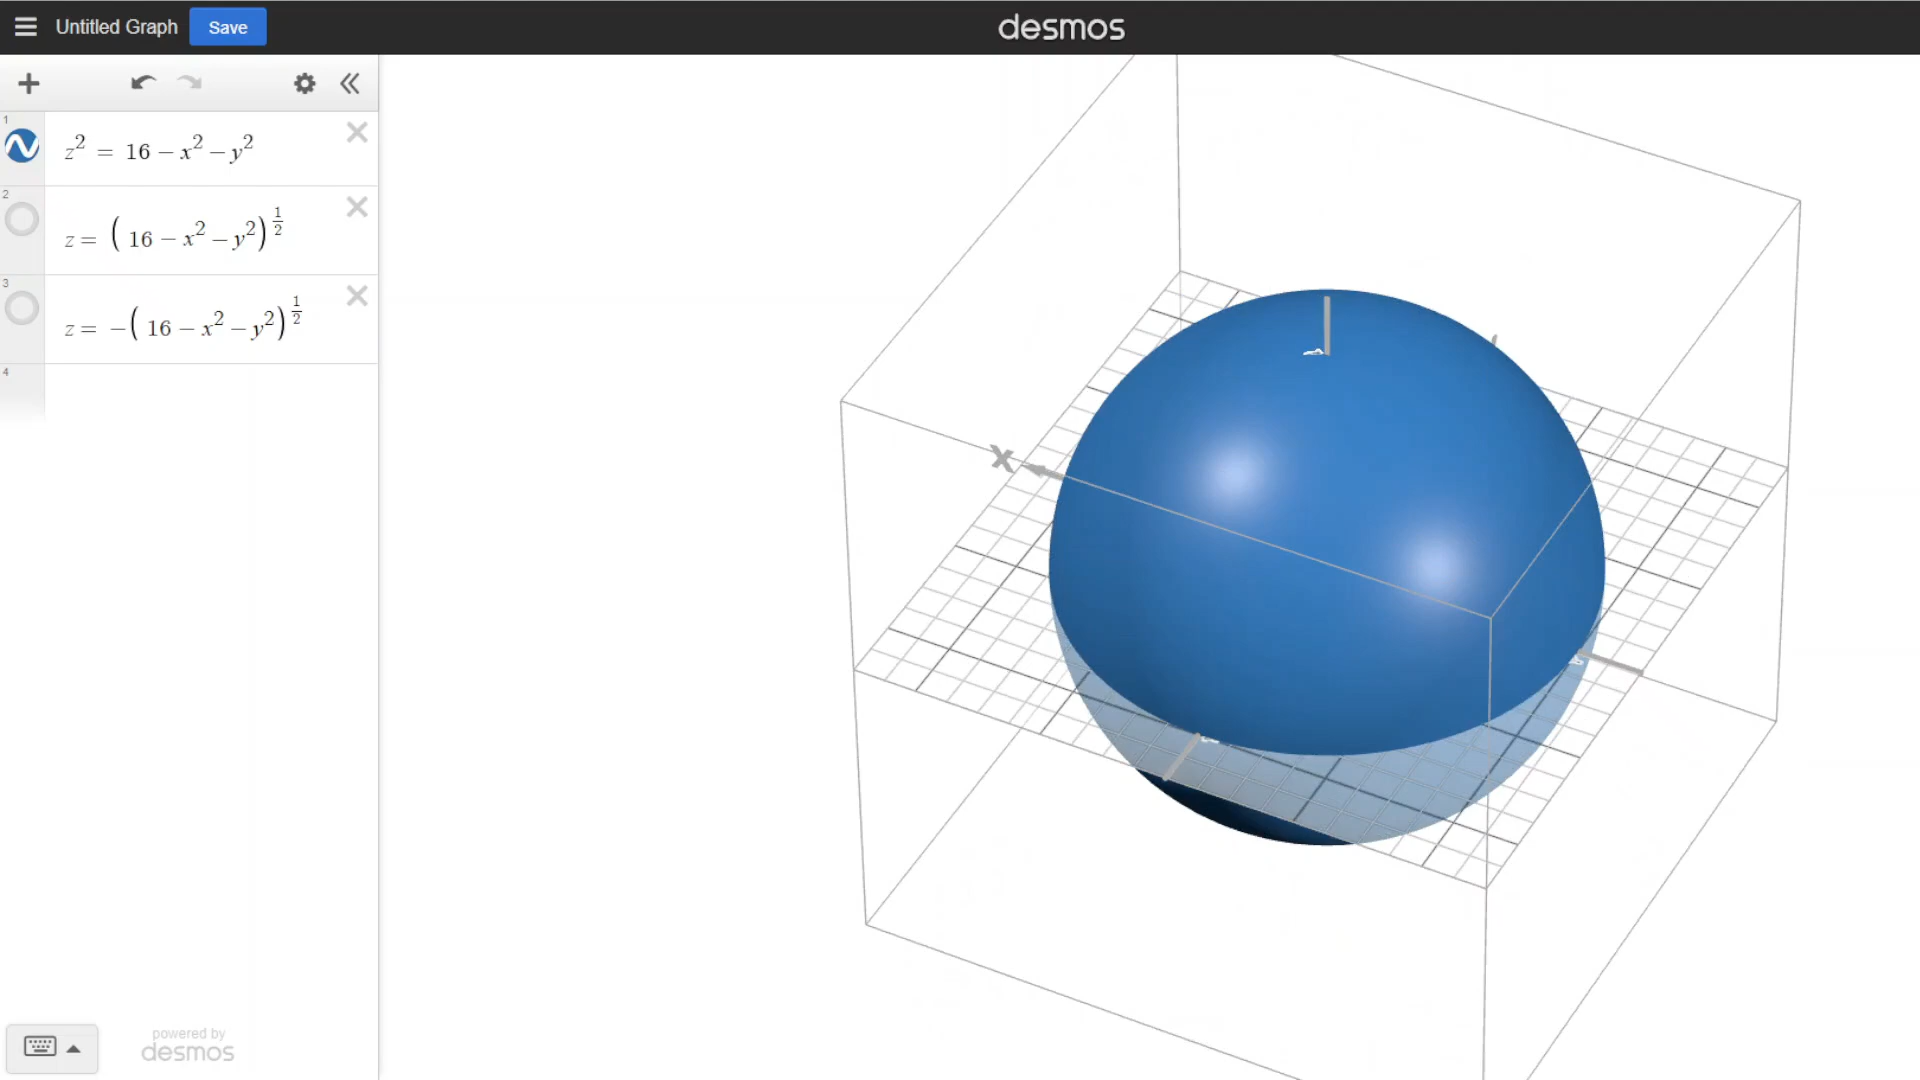 Untitled Graph Save desmos
1
z² = 16 − x² − y²
2
z = (16 − x² − y²)^(1/2)
3
z = −(16 − x² − y²)^(1/2)
4
X
powered by
desmos